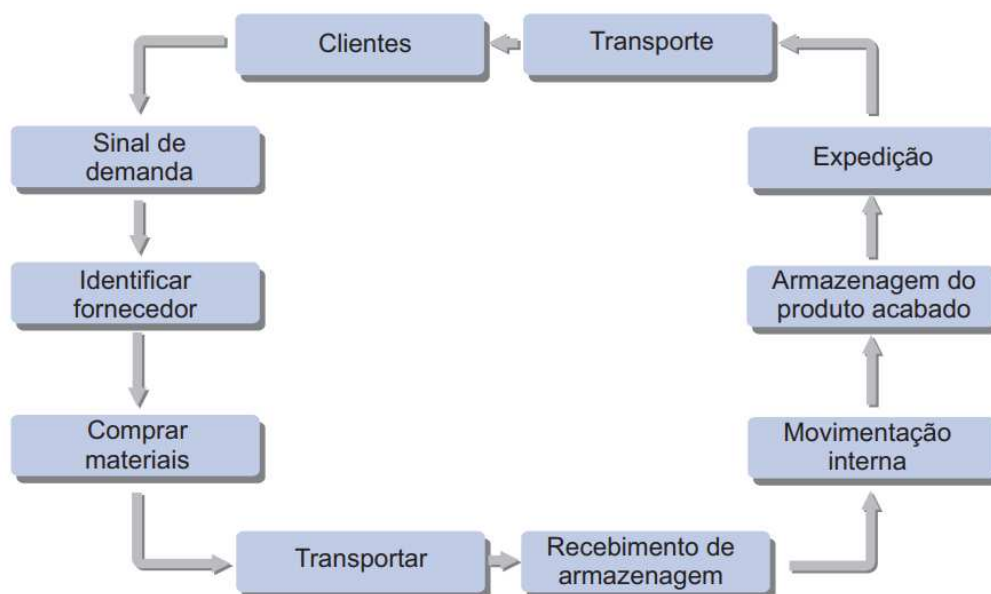 Clientes
Transporte
Sinal de
demanda
Expedição
Identificar
fornecedor
Armazenagem do
produto acabado
Comprar
materiais
Movimentação
interna
Transportar
Recebimento de
armazenagem